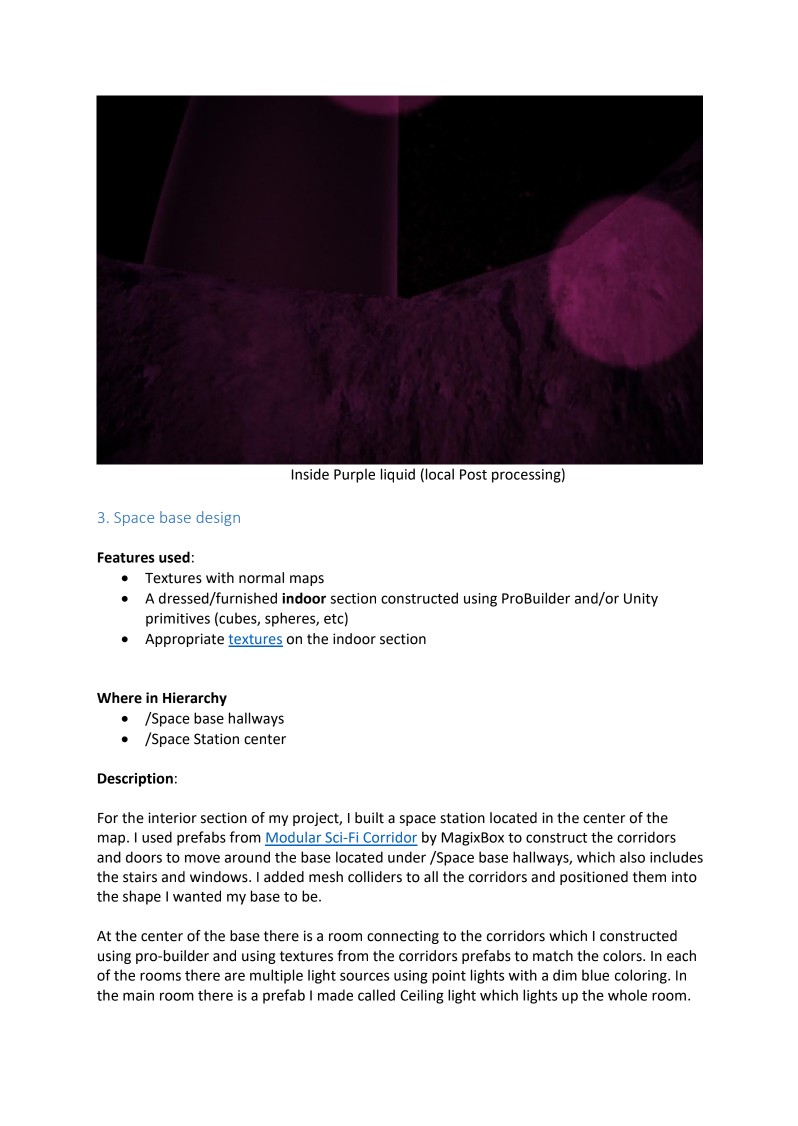 Inside Purple liquid (local Post processing)
3. Space base design
Features used:
• Textures with normal maps
• A dressed/furnished indoor section constructed using ProBuilder and/or Unity
primitives (cubes, spheres, etc)
• Appropriate textures on the indoor section
Where in Hierarchy
• /Space base hallways
• /Space Station center
Description:
For the interior section of my project, I built a space station located in the center of the
map. I used prefabs from Modular Sci-Fi Corridor by MagixBox to construct the corridors
and doors to move around the base located under /Space base hallways, which also includes
the stairs and windows. I added mesh colliders to all the corridors and positioned them into
the shape I wanted my base to be.
At the center of the base there is a room connecting to the corridors which I constructed
using pro-builder and using textures from the corridors prefabs to match the colors. In each
of the rooms there are multiple light sources using point lights with a dim blue coloring. In
the main room there is a prefab I made called Ceiling light which lights up the whole room.